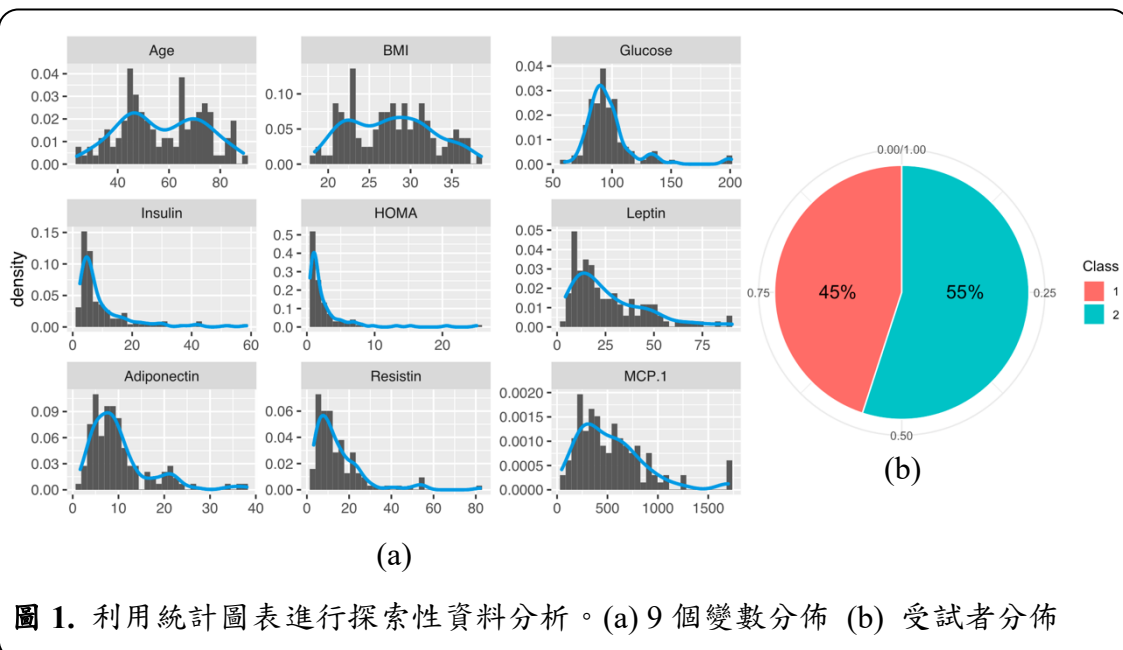 Age
BMI
Glucose
0.04
0.03
0.02
0.01
0.00
0.10
0.05
0.00
0.04
0.03
0.02
0.01
0.00
40 60 80
20 25 30 35
50 100 150 200
Insulin
HOMA
Leptin
density
0.15
0.10
0.05
0.00
0.5
0.4
0.3
0.2
0.1
0.0
0.05
0.04
0.03
0.02
0.01
0.00
0 20 40 60
0 10 20
0 25 50 75
Adiponectin
Resistin
MCP.1
0.09
0.06
0.03
0.00
0.06
0.04
0.02
0.00
0.0020
0.0015
0.0010
0.0005
0.0000
0 10 20 30 40
0 20 40 60 80
0 500 1000 1500
(a)
0.00/1.00
0.75
45%
55%
0.25
0.50
Class
1
2
(b)
圖 1. 利用統計圖表進行探索性資料分析。(a) 9 個變數分佈 (b) 受試者分佈